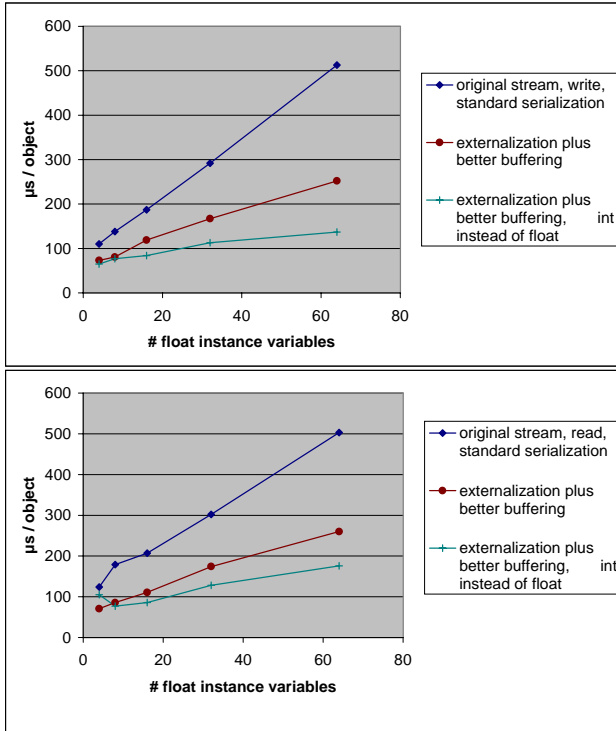 600
500
400
300
200
100
0
µs / object
0 20 40 60 80
# float instance variables
original stream, write,
standard serialization
externalization plus
better buffering
externalization plus
better buffering, int
instead of float
600
500
400
300
200
100
0
µs / object
0 20 40 60 80
# float instance variables
original stream, read,
standard serialization
externalization plus
better buffering
externalization plus
better buffering, int
instead of float